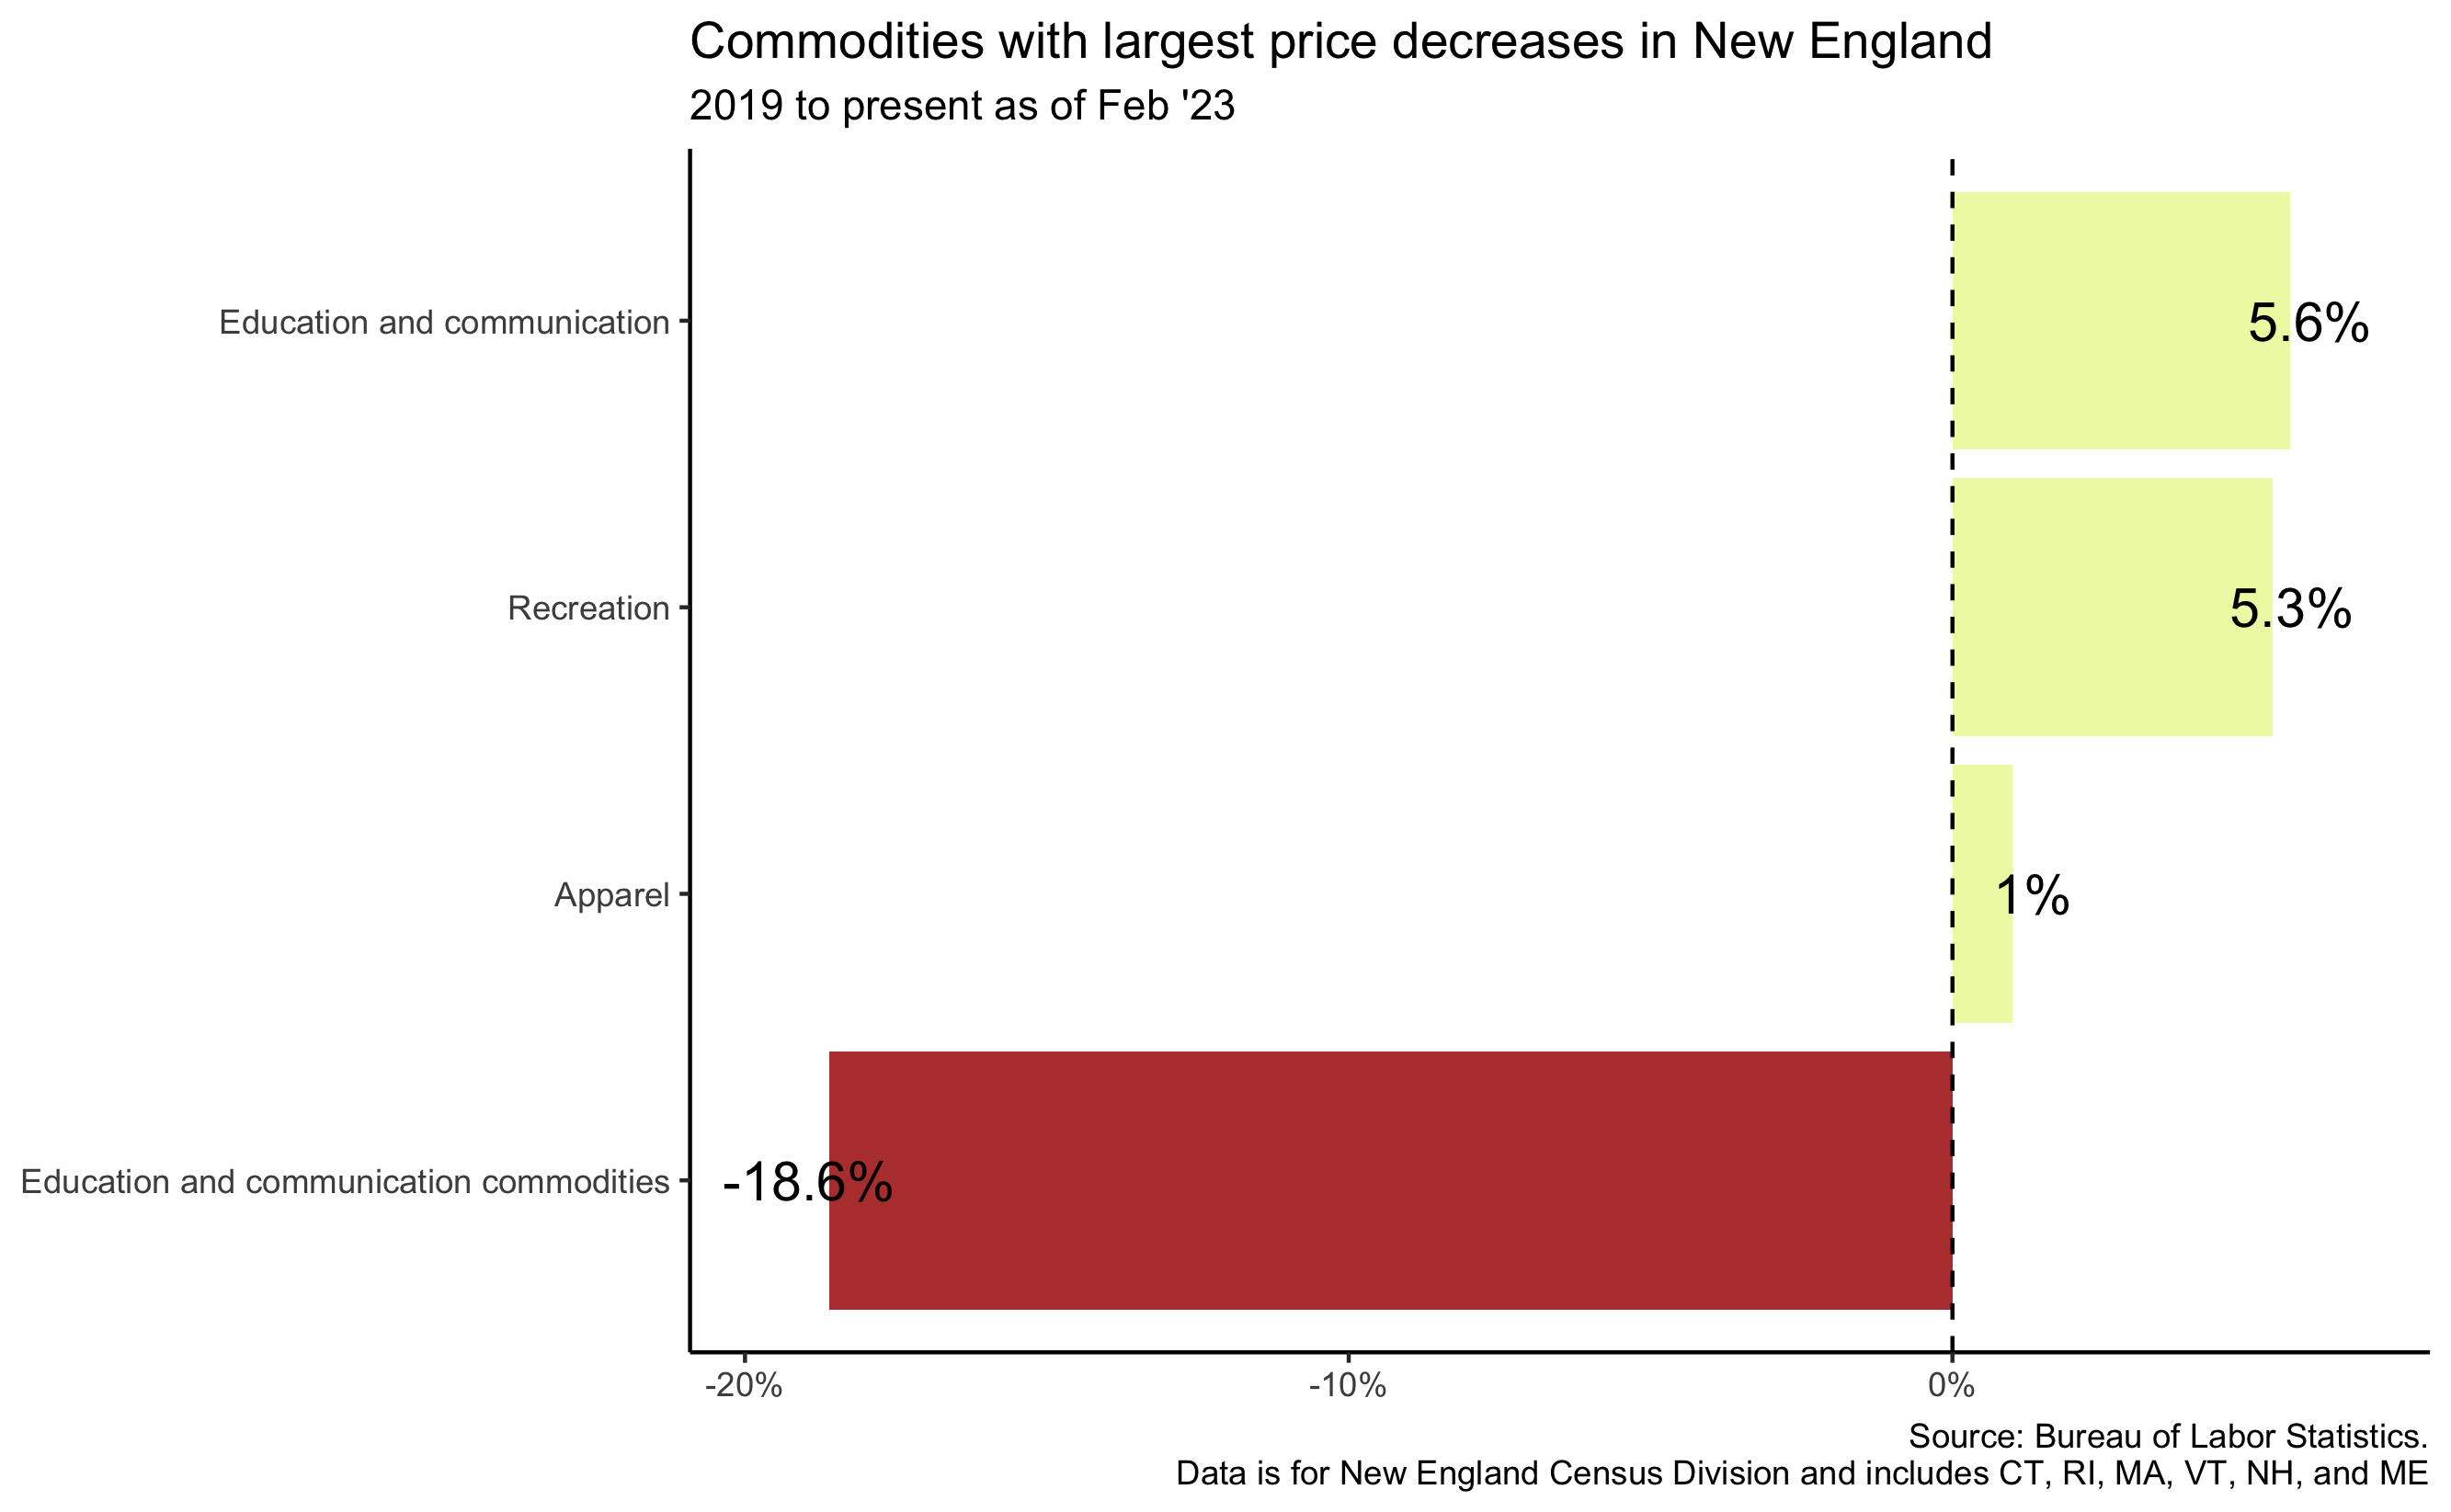 Commodities with largest price decreases in New England
2019 to present as of Feb '23
Education and communication
5.6%
Recreation
5.3%
Apparel
1%
Education and communication commodities
-18.6%
-20%
-10%
0%
Source: Bureau of Labor Statistics.
Data is for New England Census Division and includes CT, RI, MA, VT, NH, and ME